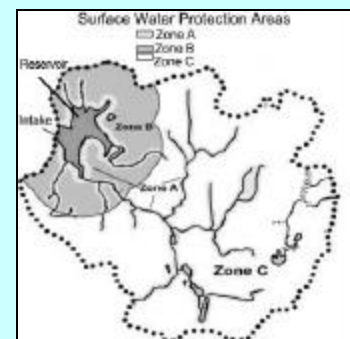 Surface Water Protection Areas
Zone A
Zone B
Zone C
Reservoir
Intake
Zone B
Zone A
Zone C